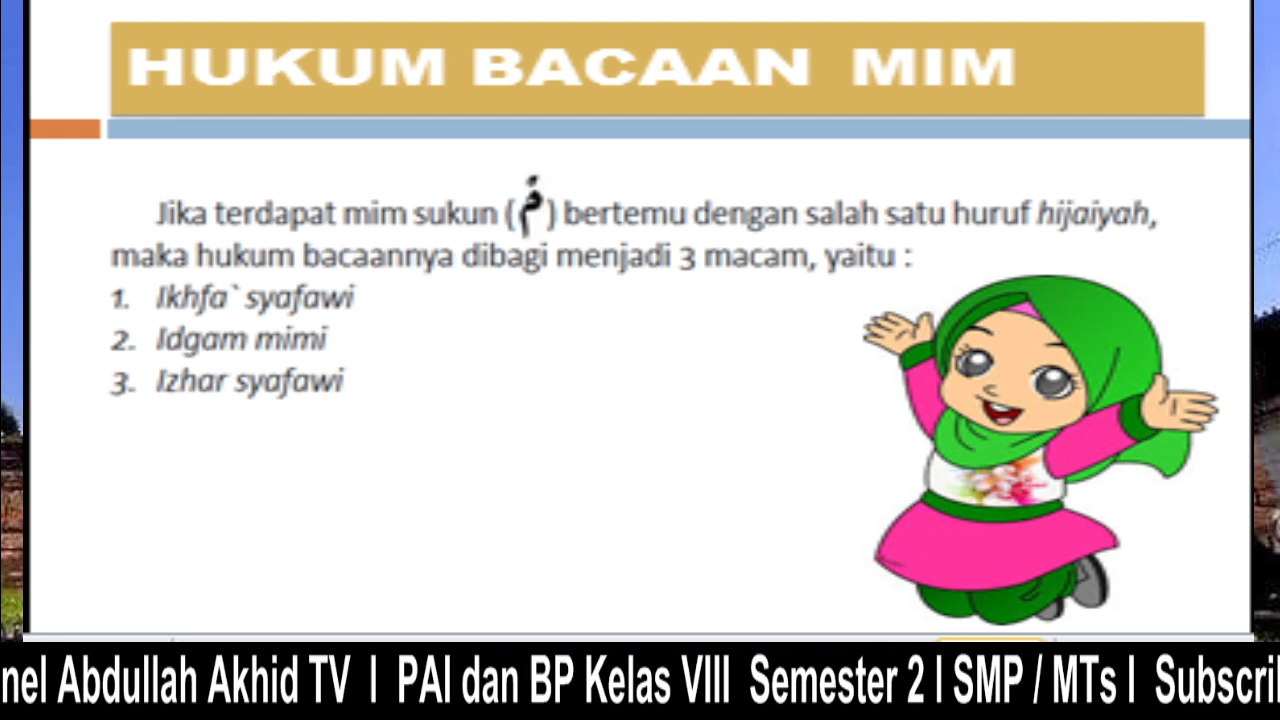 HUKUM BACAAN MIM
Jika terdapat mim sukun (مْ) bertemu dengan salah satu huruf hijaiyah,
maka hukum bacaannya dibagi menjadi 3 macam, yaitu :
1. Ikhfa` syafawi
2. Idgam mimi
3. Izhar syafawi
nel Abdullah Akhid TV I PAI dan BP Kelas VIII Semester 2 I SMP / MTs I Subscri